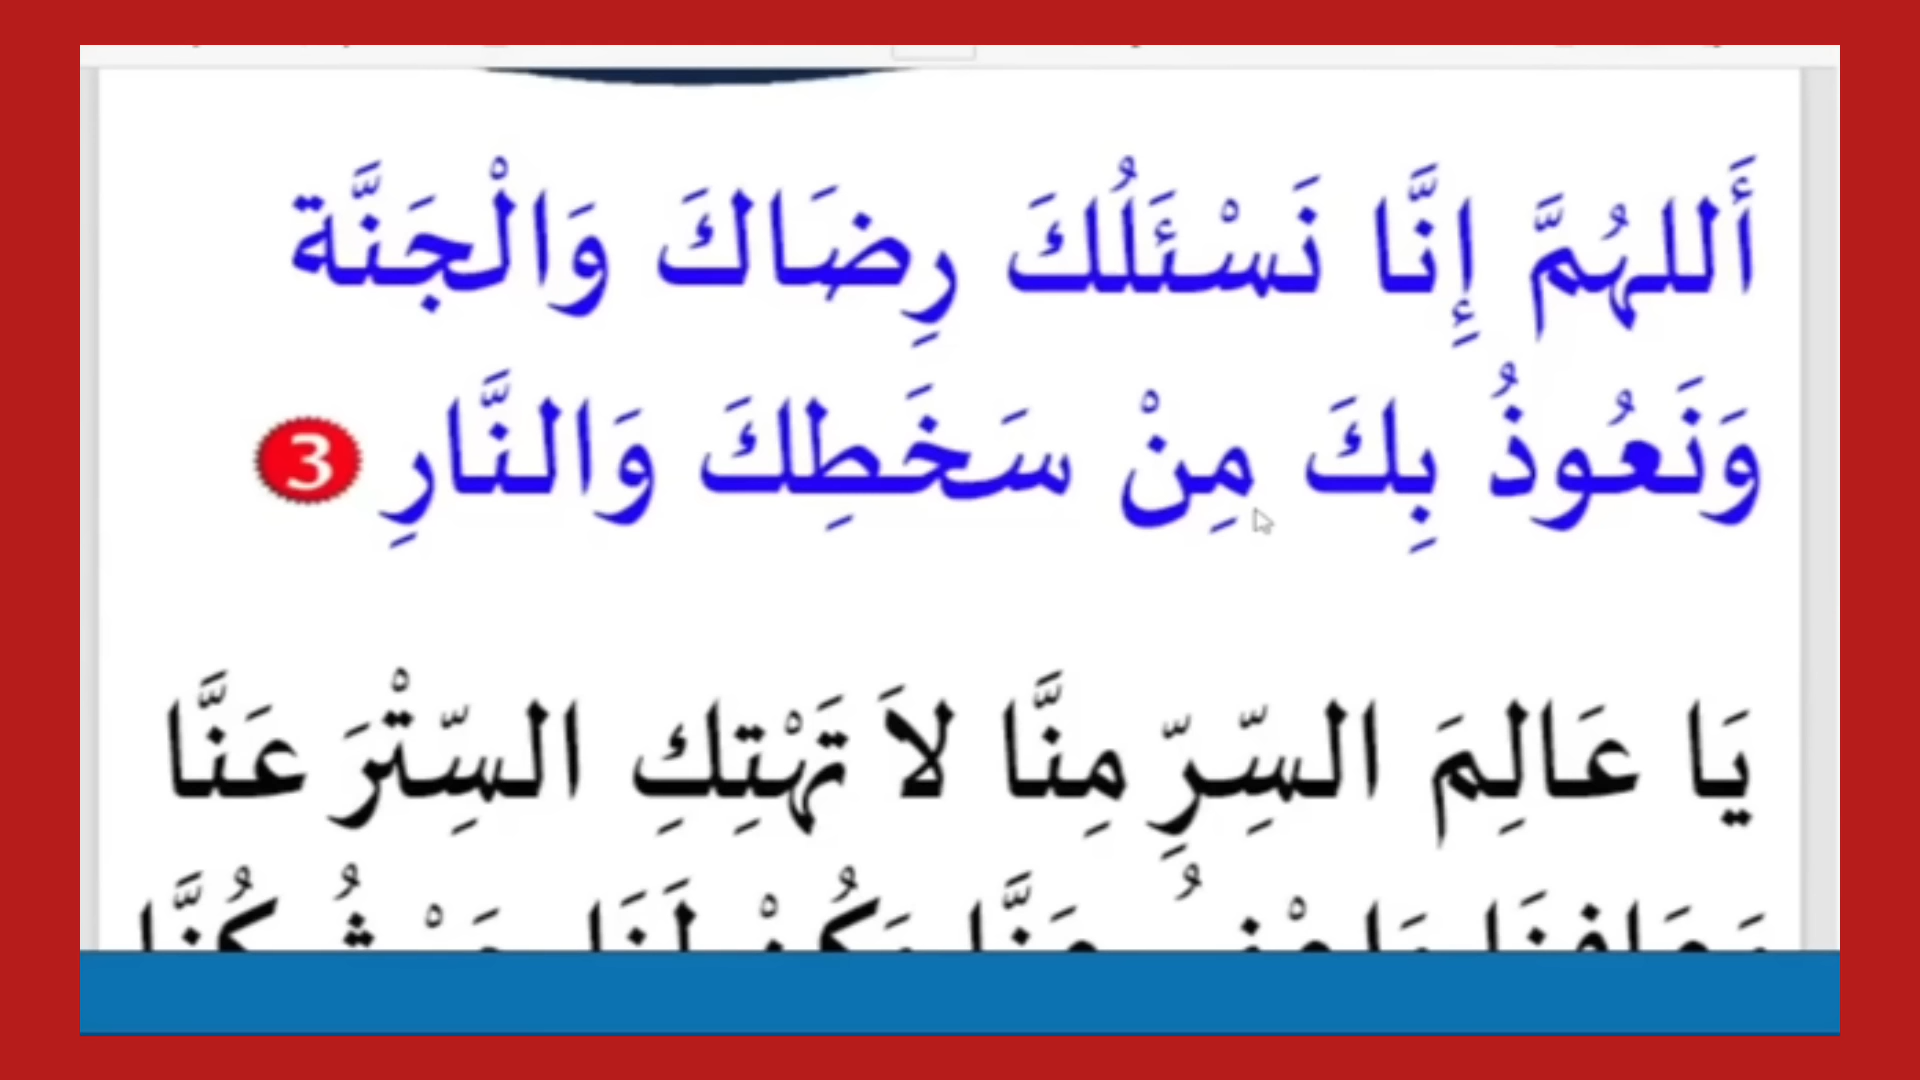 أَللهُمَّ إِنَّا نَسْئَلُكَ رِضَاكَ وَالْجَنَّة
وَنَعُوذُ بِكَ مِنْ سَخَطِكَ وَالنَّارِ 3
يَا عَالِمَ السِّرِّ مِنَّا لاَ تَهْتِكِ السِّتْرَ عَنَّا